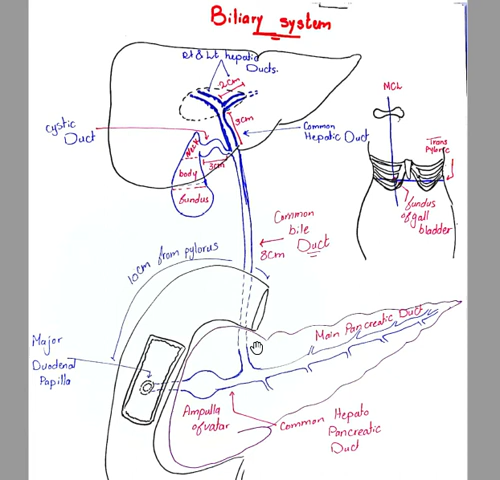 Biliary system
Rt & Lt hepatic
Ducts.
2cm
3cm
Cystic
Duct
Common
Hepatic Duct
neck
3cm
body
fundus
MCL
Trans
Pyloric
fundus
of gall
bladder
Common
bile
Duct
8cm
10cm from pylorus
Major
Duodenal
Papilla
Main Pancreatic Duct
Ampulla
of vatar
Common Hepato
Pancreatic
Duct